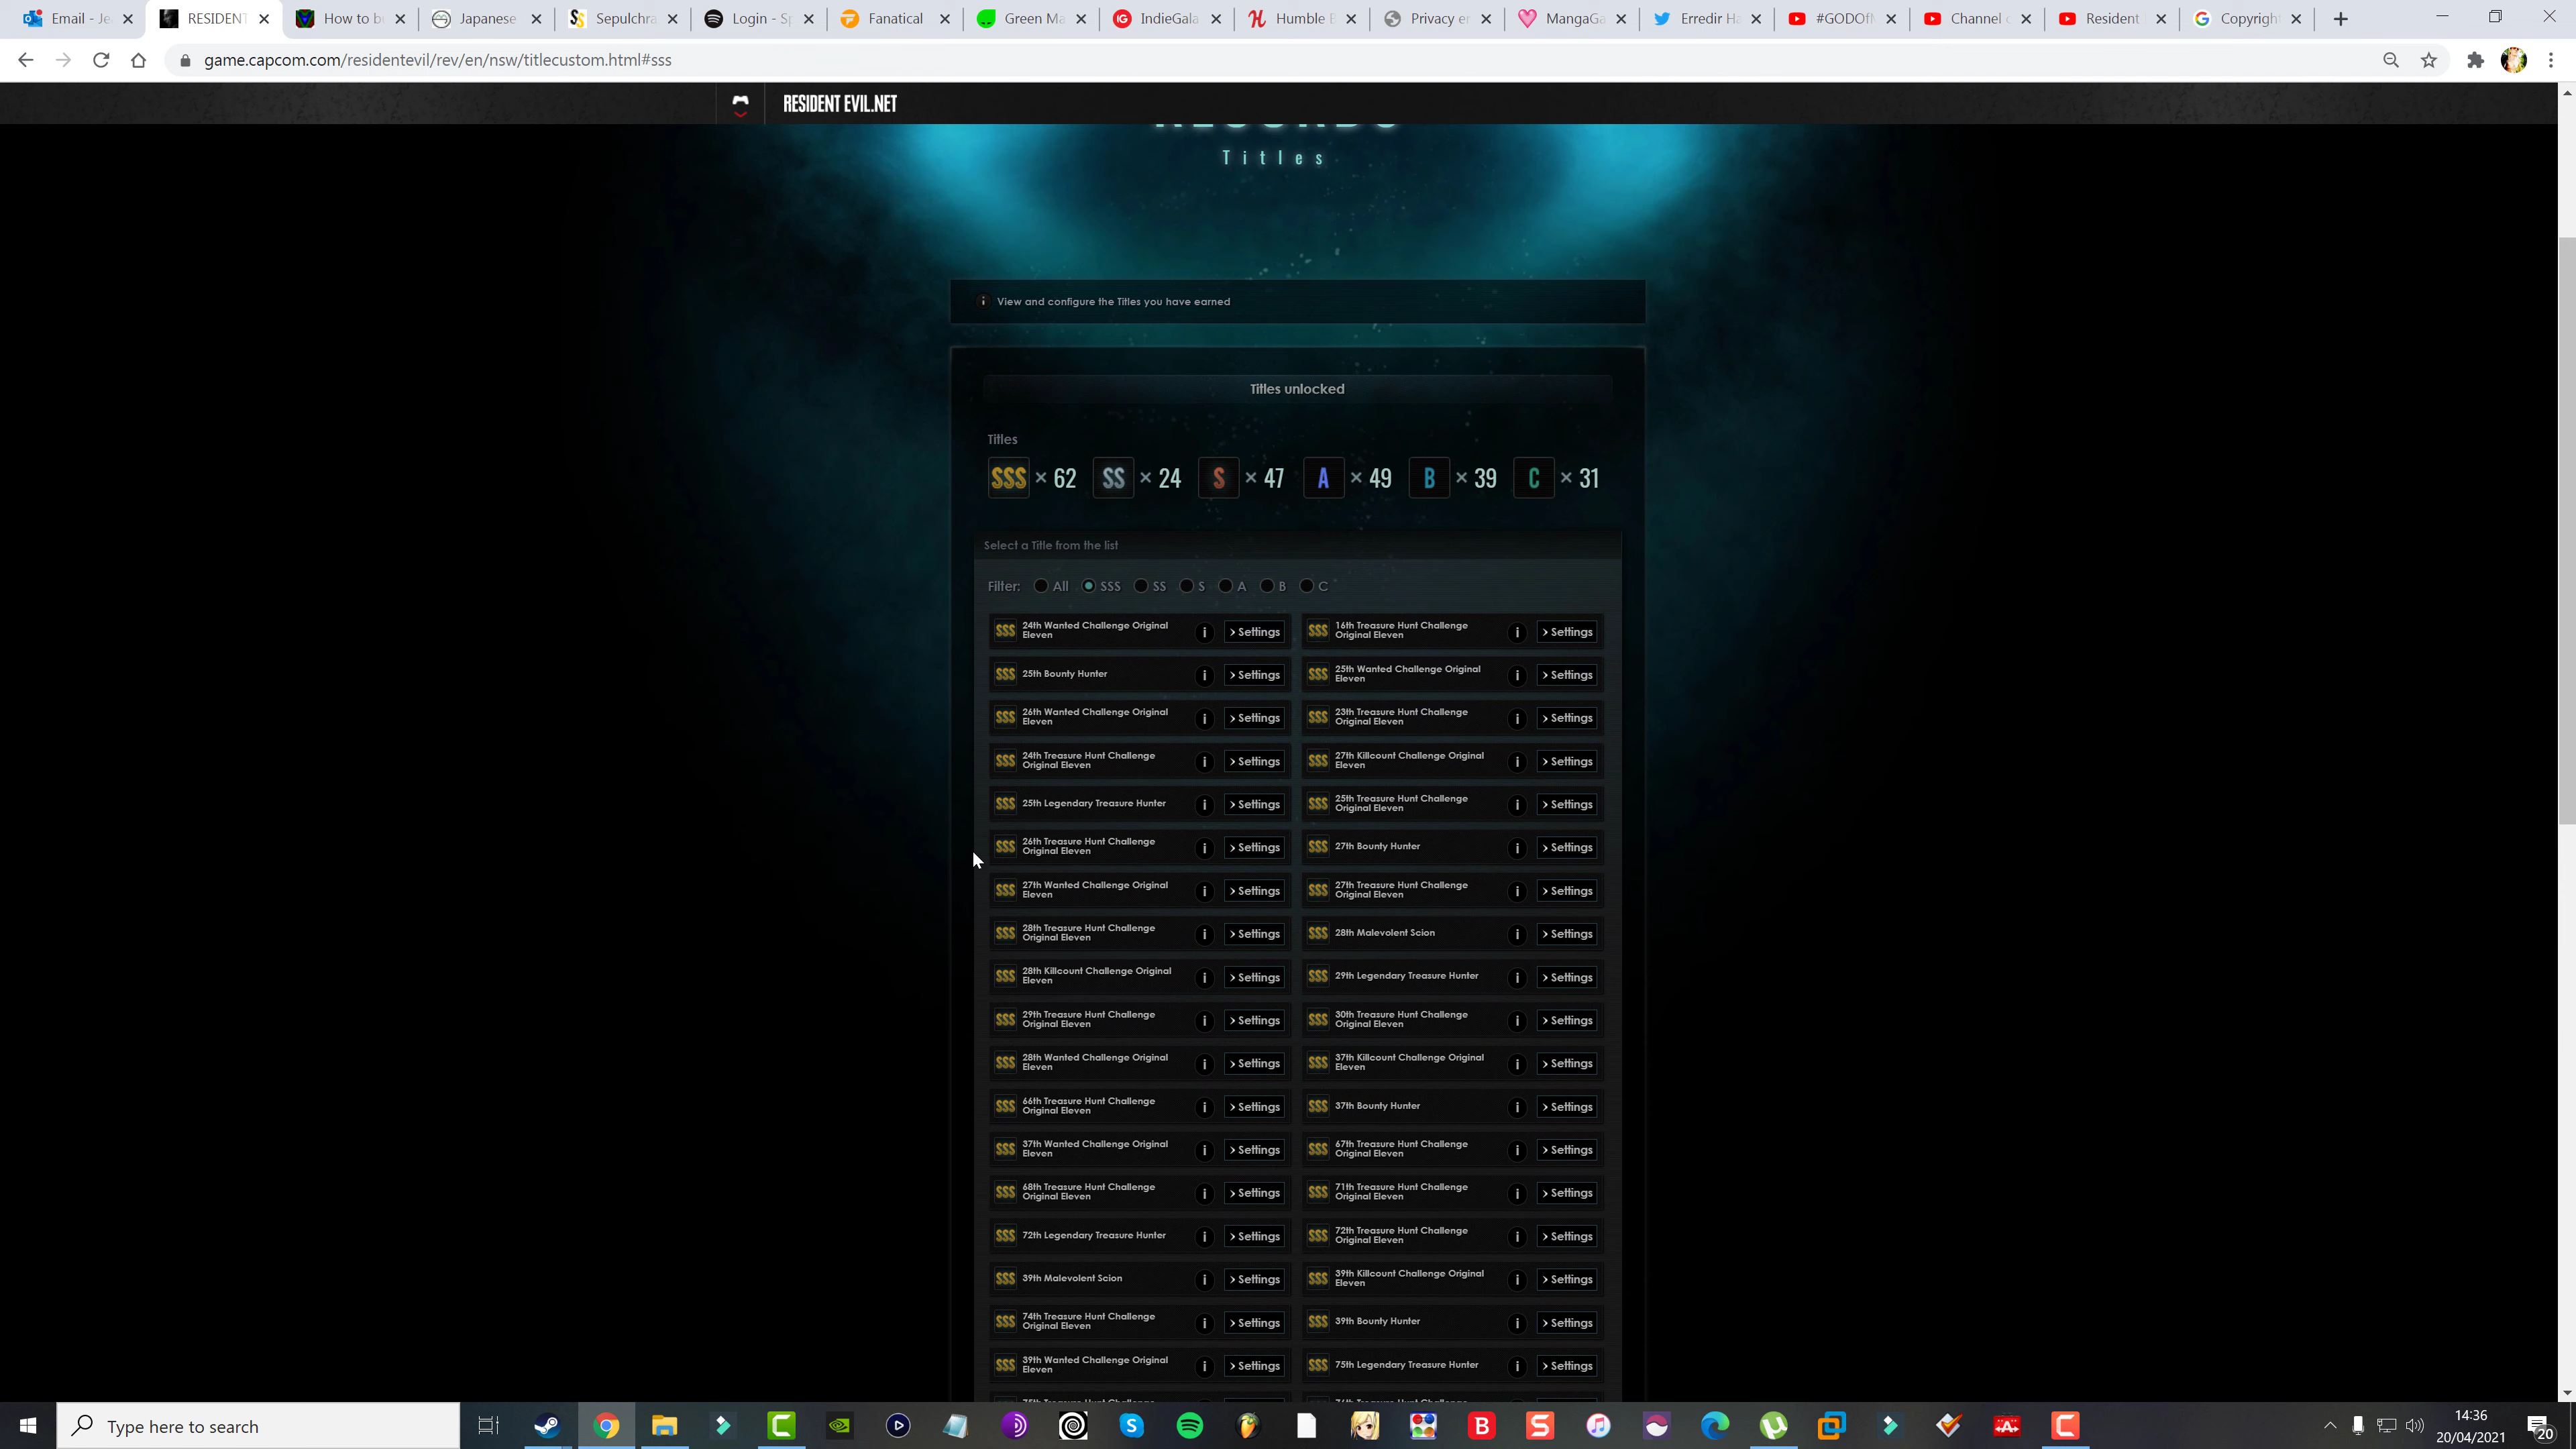 Email - Je
RESIDENT
How to b
Japanese
Sepulchra
Login - Sp
Fanatical
Green Ma
IndieGala
Humble B
Privacy er
MangaGa
Erredir Ha
#GODOf
Channel c
Resident
Copyright
game.capcom.com/residentevil/rev/en/nsw/titlecustom.html#sss
RESIDENT EVIL.NET
Titles
i View and configure the Titles you have earned
Titles unlocked
Titles
SSS × 62 SS × 24 S × 47 A × 49 B × 39 C × 31
Select a Title from the list
Filter: All SSS SS S A B C
SSS 24th Wanted Challenge Original Eleven i > Settings
SSS 16th Treasure Hunt Challenge Original Eleven i > Settings
SSS 25th Bounty Hunter i > Settings
SSS 25th Wanted Challenge Original Eleven i > Settings
SSS 26th Wanted Challenge Original Eleven i > Settings
SSS 23th Treasure Hunt Challenge Original Eleven i > Settings
SSS 24th Treasure Hunt Challenge Original Eleven i > Settings
SSS 27th Killcount Challenge Original Eleven i > Settings
SSS 25th Legendary Treasure Hunter i > Settings
SSS 25th Treasure Hunt Challenge Original Eleven i > Settings
SSS 26th Treasure Hunt Challenge Original Eleven i > Settings
SSS 27th Bounty Hunter i > Settings
SSS 27th Wanted Challenge Original Eleven i > Settings
SSS 27th Treasure Hunt Challenge Original Eleven i > Settings
SSS 28th Treasure Hunt Challenge Original Eleven i > Settings
SSS 28th Malevolent Scion i > Settings
SSS 28th Killcount Challenge Original Eleven i > Settings
SSS 29th Legendary Treasure Hunter i > Settings
SSS 29th Treasure Hunt Challenge Original Eleven i > Settings
SSS 30th Treasure Hunt Challenge Original Eleven i > Settings
SSS 28th Wanted Challenge Original Eleven i > Settings
SSS 37th Killcount Challenge Original Eleven i > Settings
SSS 66th Treasure Hunt Challenge Original Eleven i > Settings
SSS 37th Bounty Hunter i > Settings
SSS 37th Wanted Challenge Original Eleven i > Settings
SSS 67th Treasure Hunt Challenge Original Eleven i > Settings
SSS 68th Treasure Hunt Challenge Original Eleven i > Settings
SSS 71th Treasure Hunt Challenge Original Eleven i > Settings
SSS 72th Legendary Treasure Hunter i > Settings
SSS 72th Treasure Hunt Challenge Original Eleven i > Settings
SSS 39th Malevolent Scion i > Settings
SSS 39th Killcount Challenge Original Eleven i > Settings
SSS 74th Treasure Hunt Challenge Original Eleven i > Settings
SSS 39th Bounty Hunter i > Settings
SSS 39th Wanted Challenge Original Eleven i > Settings
SSS 75th Legendary Treasure Hunter i > Settings
Type here to search
14:36
20/04/2021
20